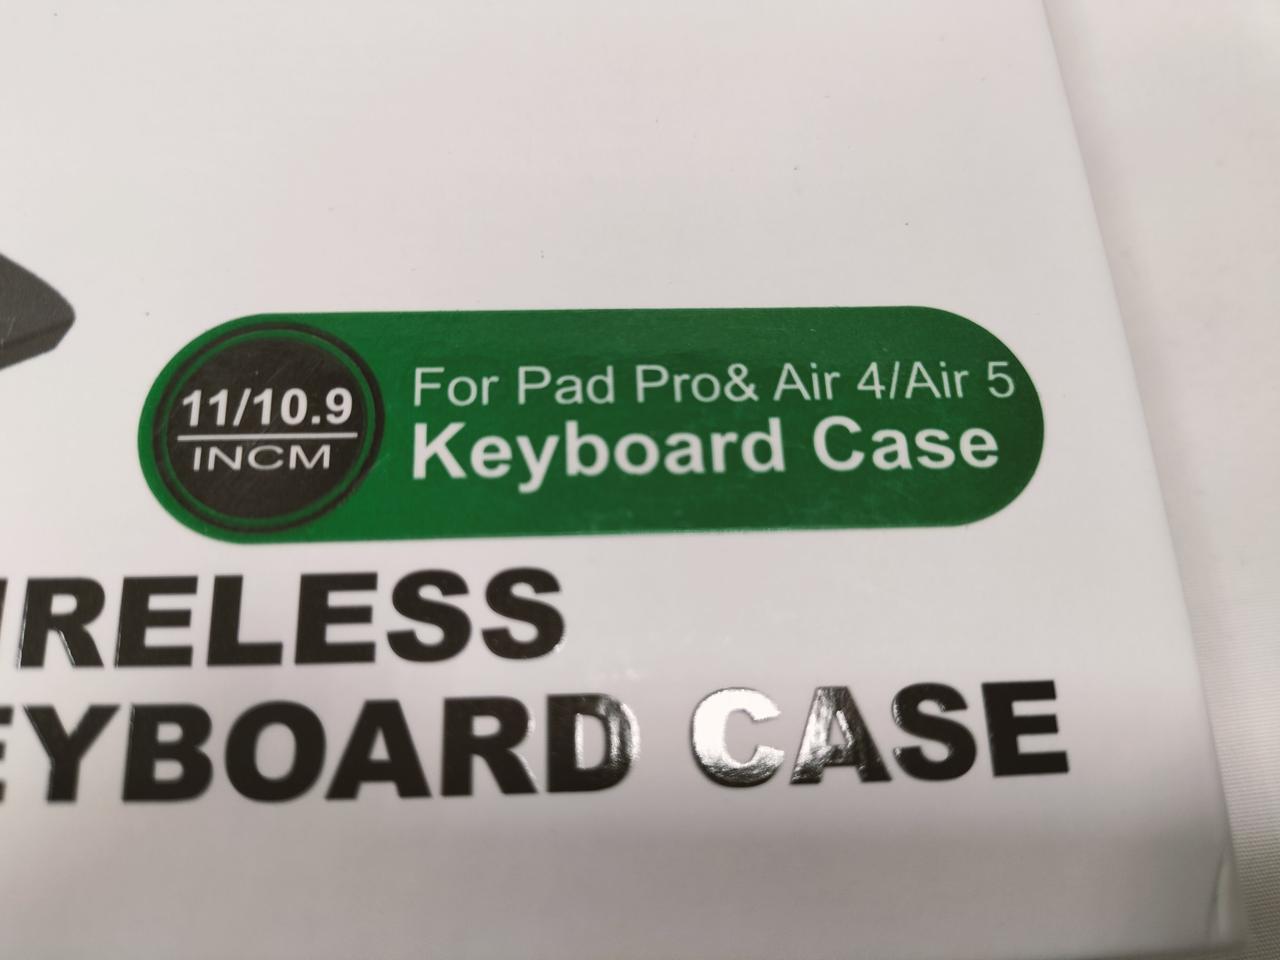 11/10.9
INCM
For Pad Pro& Air 4/Air 5
Keyboard Case
IRELESS
EYBOARD CASE